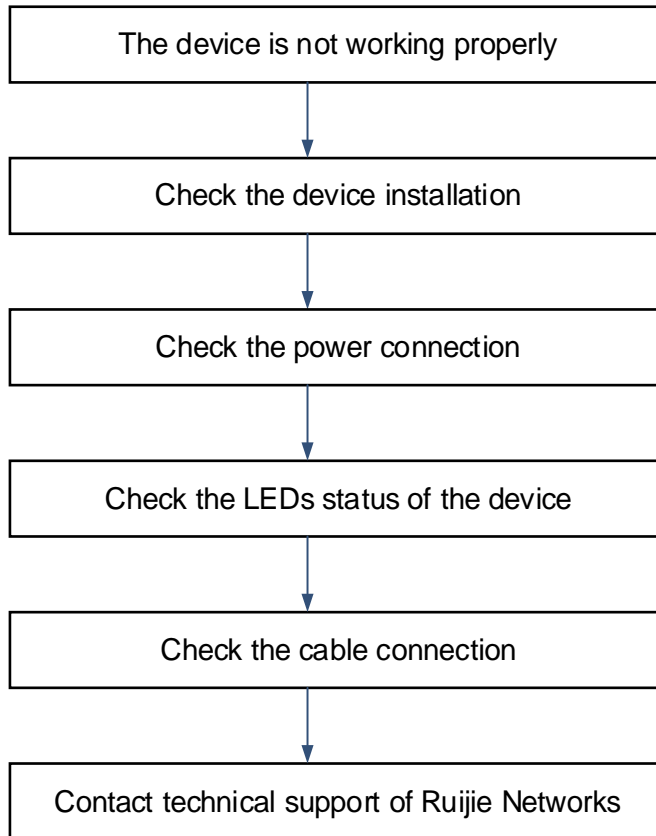 The device is not working properly
Check the device installation
Check the power connection
Check the LEDs status of the device
Check the cable connection
Contact technical support of Ruijie Networks